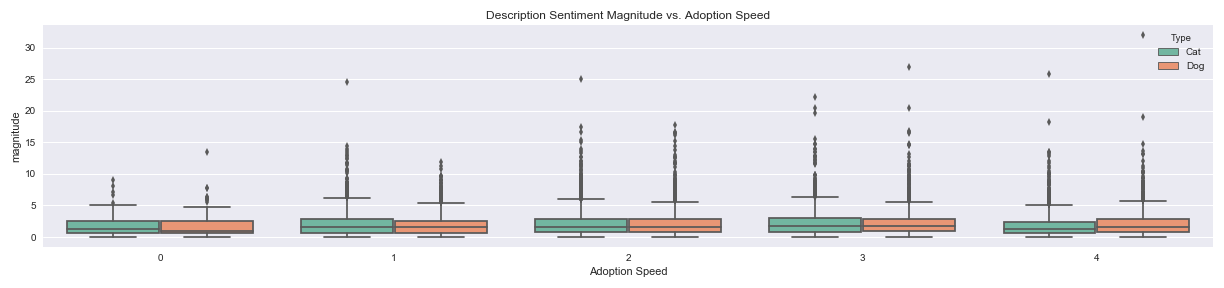 Description Sentiment Magnitude vs. Adoption Speed
Type
Cat
Dog
magnitude
30
25
20
15
10
5
0
0 1 2 3 4
Adoption Speed